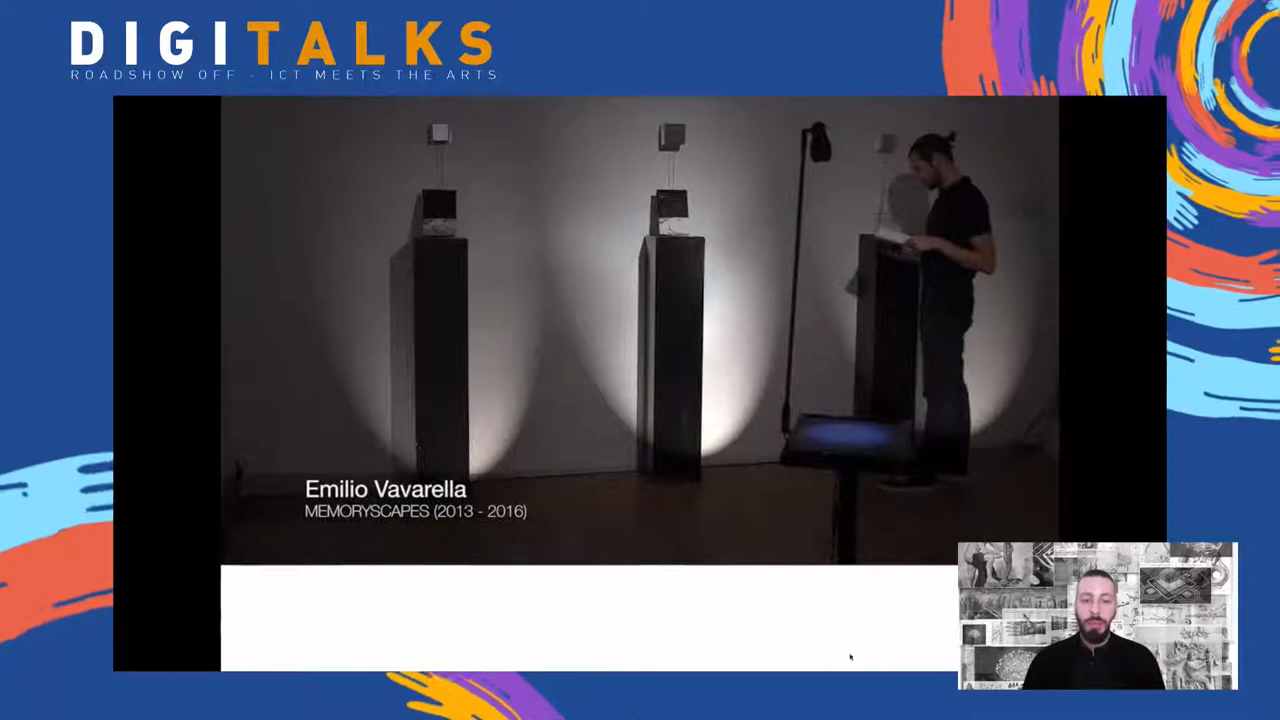 DIGITALKS
ROADSHOW OFF - ICT MEETS THE ARTS
Emilio Vavarella
MEMORYSCAPES (2013 - 2016)